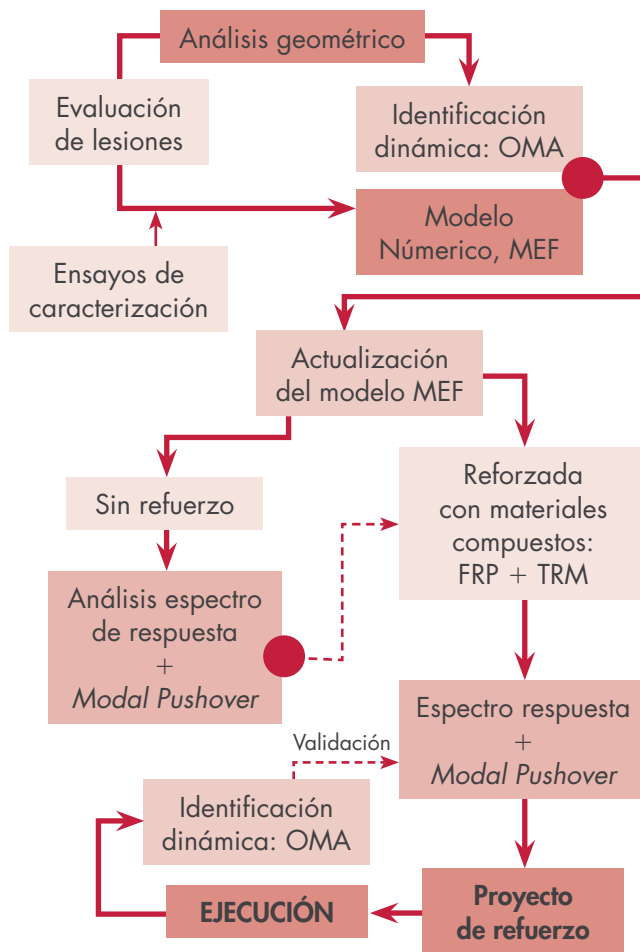 Análisis geométrico
Evaluación
de lesiones
Identificación
dinámica: OMA
Modelo
Númerico, MEF
Ensayos de
caracterización
Actualización
del modelo MEF
Sin refuerzo
Reforzada
con materiales
compuestos:
FRP + TRM
Análisis espectro
de respuesta
+
Modal Pushover
Espectro respuesta
+
Modal Pushover
Validación
Identificación
dinámica: OMA
EJECUCIÓN
Proyecto
de refuerzo